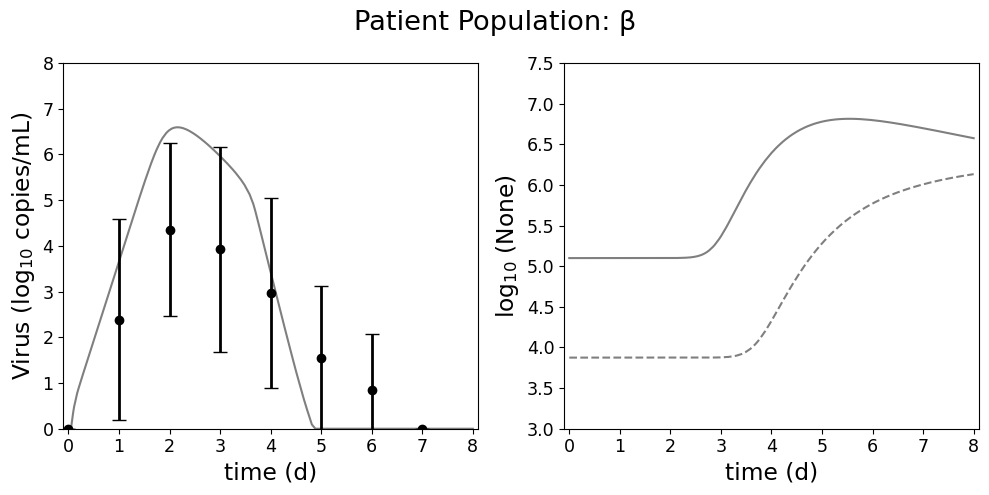 Patient Population: β
Virus (log₁₀ copies/mL)
8
7
6
5
4
3
2
1
0
0 1 2 3 4 5 6 7 8
time (d)
log₁₀ (None)
7.5
7.0
6.5
6.0
5.5
5.0
4.5
4.0
3.5
3.0
0 1 2 3 4 5 6 7 8
time (d)